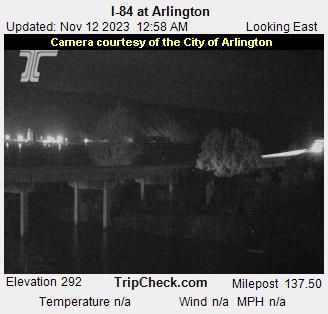 I-84 at Arlington
Updated: Nov 12 2023 12:58 AM Looking East
Camera courtesy of the City of Arlington
Elevation 292 TripCheck.com Milepost 137.50
Temperature n/a Wind n/a MPH n/a